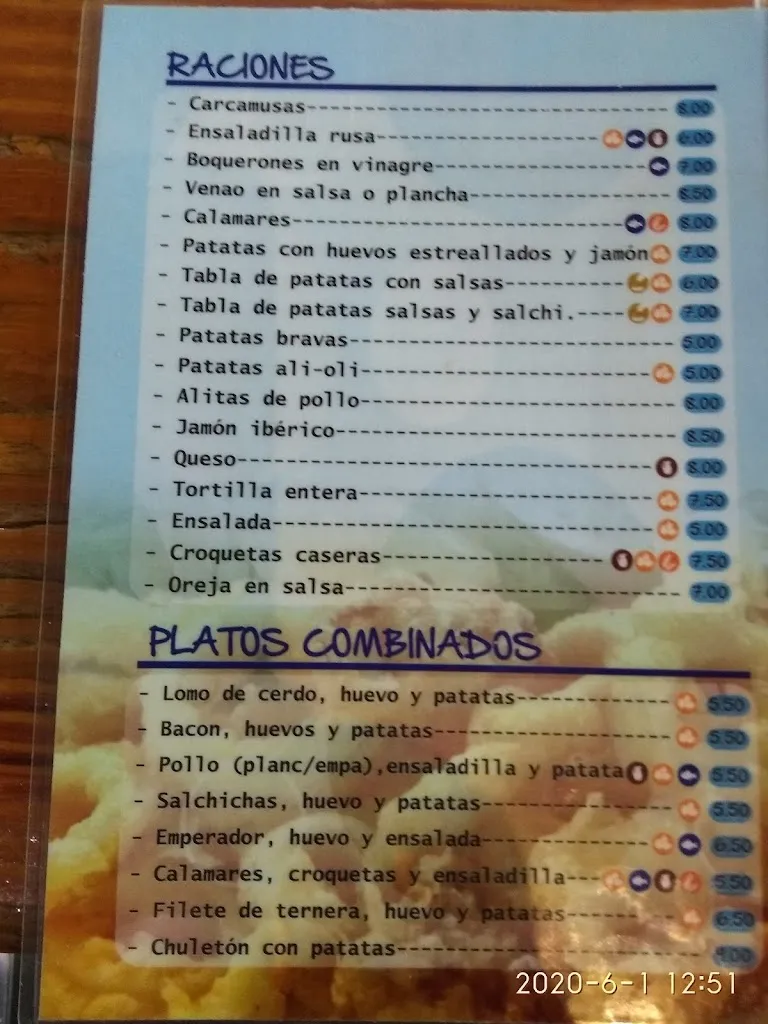 RACIONES
- Carcamusas 8.00
- Ensaladilla rusa 6.00
- Boquerones en vinagre 7.00
- Venao en salsa o plancha 8.50
- Calamares 8.00
- Patatas con huevos estreallados y jamón 7.00
- Tabla de patatas con salsas 6.00
- Tabla de patatas salsas y salchi. 7.00
- Patatas bravas 5.00
- Patatas ali-oli 5.00
- Alitas de pollo 8.00
- Jamón ibérico 8.50
- Queso 8.00
- Tortilla entera 7.50
- Ensalada 5.00
- Croquetas caseras 7.50
- Oreja en salsa 7.00
PLATOS COMBINADOS
- Lomo de cerdo, huevo y patatas 5.50
- Bacon, huevos y patatas 5.50
- Pollo (planc/empa),ensaladilla y patata 5.50
- Salchichas, huevo y patatas 5.50
- Emperador, huevo y ensalada 6.50
- Calamares, croquetas y ensaladilla 5.50
- Filete de ternera, huevo y patatas 6.50
- Chuletón con patatas
2020-6-1 12:51